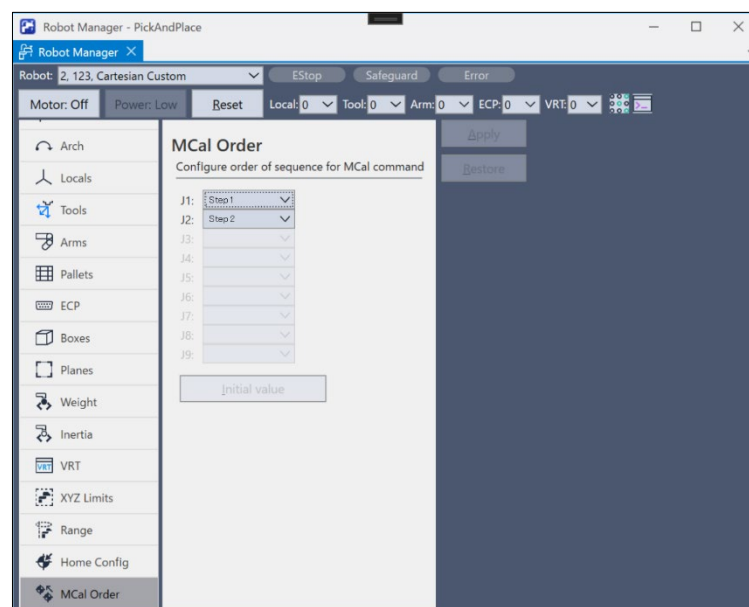 Robot Manager - PickAndPlace
Robot Manager
Robot: 2, 123, Cartesian Custom EStop Safeguard Error
Motor: Off Power: Low Reset Local: 0 Tool: 0 Arm: 0 ECP: 0 VRT: 0
Arch
Locals
Tools
Arms
Pallets
ECP
Boxes
Planes
Weight
Inertia
VRT VRT
XYZ Limits
Range
Home Config
MCal Order
MCal Order
Configure order of sequence for MCal command
J1: Step 1
J2: Step 2
J3:
J4:
J5:
J6:
J7:
J8:
J9:
Initial value
Apply
Restore